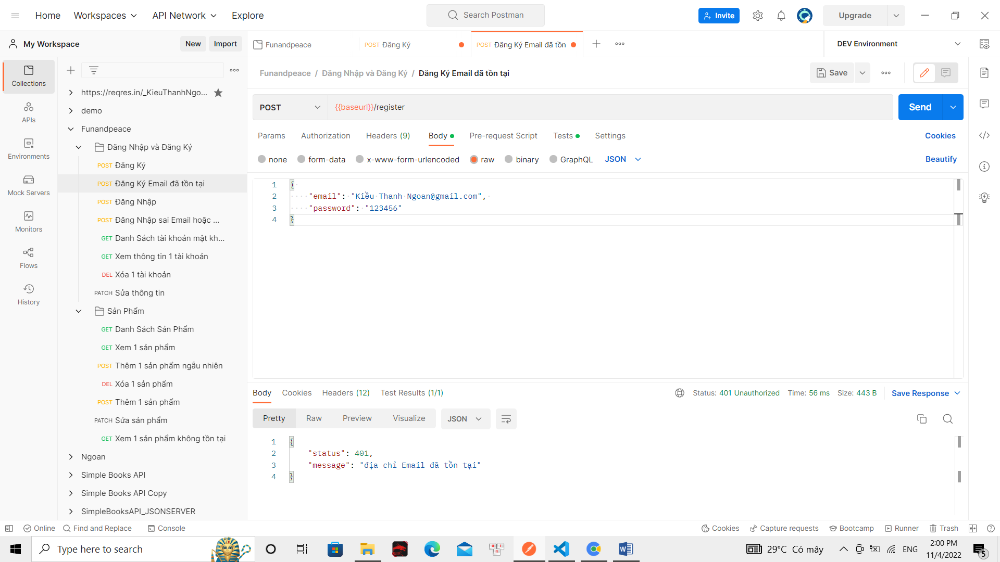 Home Workspaces API Network Explore Search Postman Invite Upgrade
My Workspace New Import Funandpeace POST Đăng Ký POST Đăng Ký Email đã tồn DEV Environment
Funandpeace / Đăng Nhập và Đăng Ký / Đăng Ký Email đã tồn tại Save
Collections
APIs
Environments
Mock Servers
Monitors
Flows
History
https://reqres.in/_KieuThanhNgo...
demo
Funandpeace
Đăng Nhập và Đăng Ký
POST Đăng Ký
POST Đăng Ký Email đã tồn tại
POST Đăng Nhập
POST Đăng Nhập sai Email hoặc ...
GET Danh Sách tài khoản mật kh...
GET Xem thông tin 1 tài khoản
DEL Xóa 1 tài khoản
PATCH Sửa thông tin
Sản Phẩm
GET Danh Sách Sản Phẩm
GET Xem 1 sản phẩm
POST Thêm 1 sản phẩm ngẫu nhiên
DEL Xóa 1 sản phẩm
POST Thêm 1 sản phẩm
PATCH Sửa sản phẩm
GET Xem 1 sản phẩm không tồn tại
Ngoan
Simple Books API
Simple Books API Copy
SimpleBooksAPI_JSONSERVER
POST {{baseurl}}/register Send
Params Authorization Headers (9) Body Pre-request Script Tests Settings Cookies
none form-data x-www-form-urlencoded raw binary GraphQL JSON Beautify
1 {
2 "email": "Kiều Thanh Ngoan@gmail.com",
3 "password": "123456"
4 }
Body Cookies Headers (12) Test Results (1/1) Status: 401 Unauthorized Time: 56 ms Size: 443 B Save Response
Pretty Raw Preview Visualize JSON
1 {
2 "status": 401,
3 "message": "địa chỉ Email đã tồn tại"
4 }
Online Find and Replace Console Cookies Capture requests Bootcamp Runner Trash
Type here to search 29°C Có mây ENG 2:00 PM
11/4/2022 5